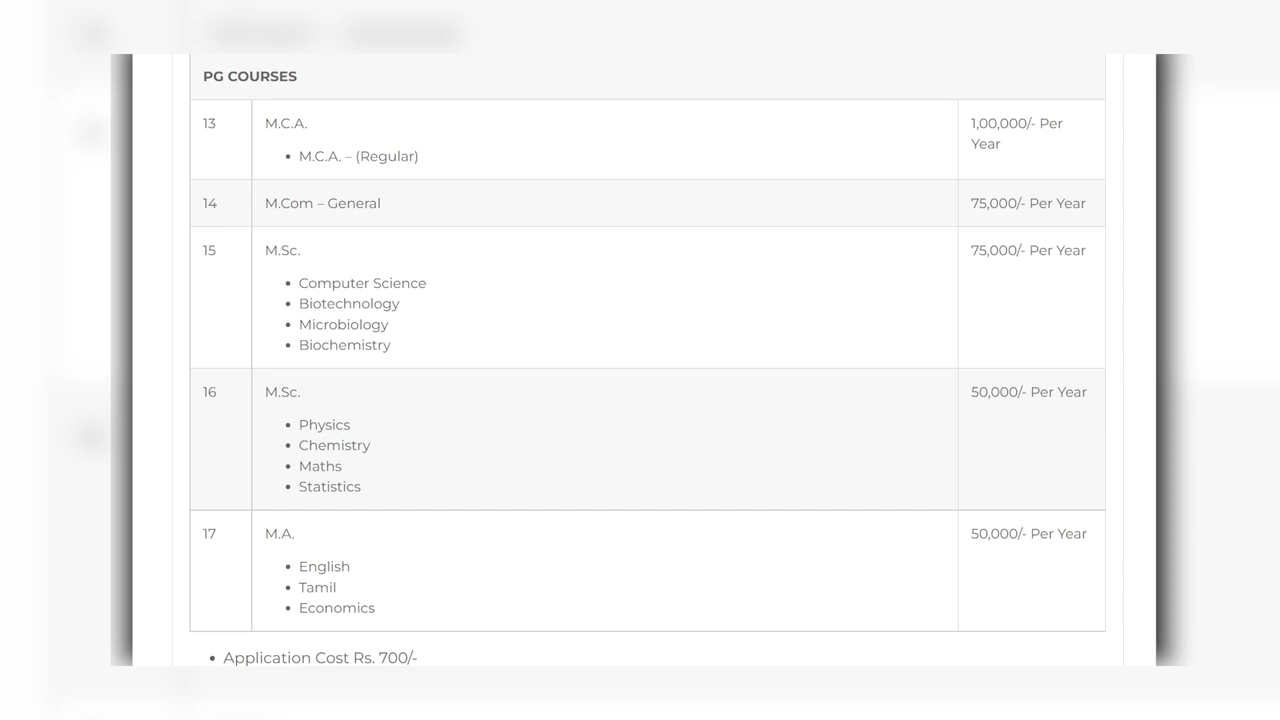 PG COURSES
13 M.C.A. 1,00,000/- Per
Year
• M.C.A. – (Regular)
14 M.Com – General 75,000/- Per Year
15 M.Sc. 75,000/- Per Year
• Computer Science
• Biotechnology
• Microbiology
• Biochemistry
16 M.Sc. 50,000/- Per Year
• Physics
• Chemistry
• Maths
• Statistics
17 M.A. 50,000/- Per Year
• English
• Tamil
• Economics
• Application Cost Rs. 700/-